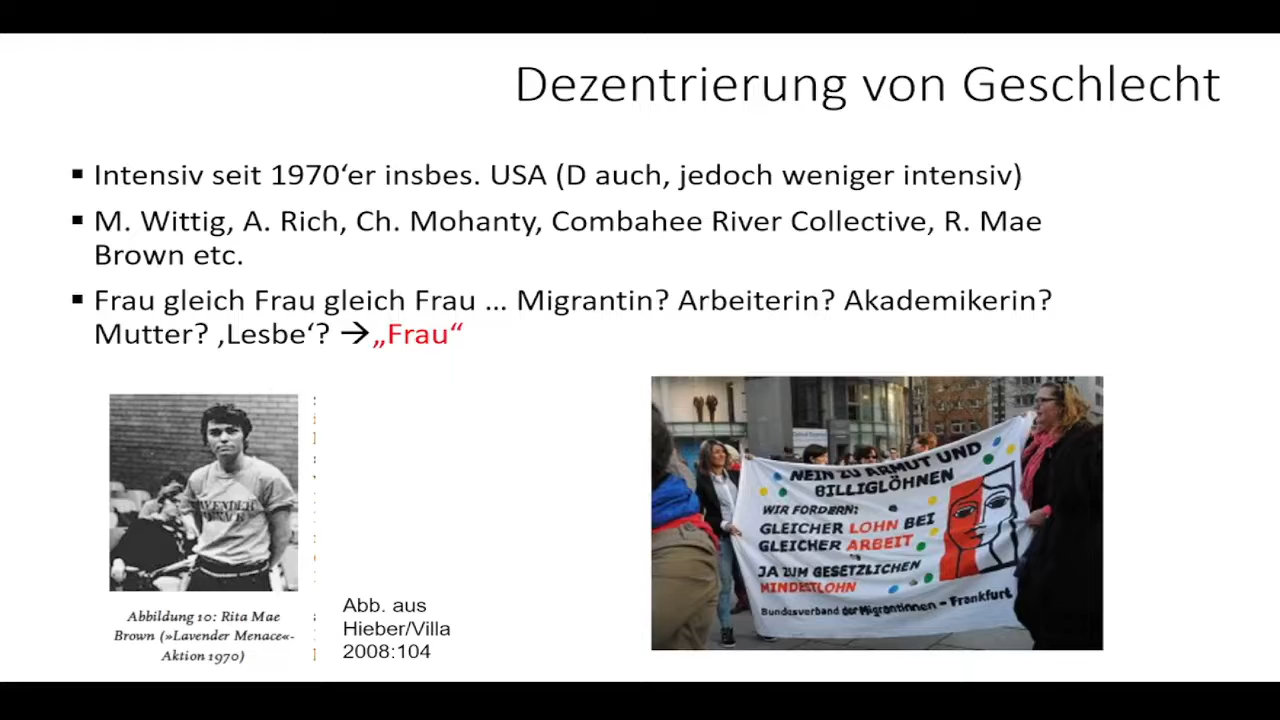 Dezentrierung von Geschlecht
▪ Intensiv seit 1970‘er insbes. USA (D auch, jedoch weniger intensiv)
▪ M. Wittig, A. Rich, Ch. Mohanty, Combahee River Collective, R. Mae
Brown etc.
▪ Frau gleich Frau gleich Frau … Migrantin? Arbeiterin? Akademikerin?
Mutter? ‚Lesbe‘? → „Frau“
LAVENDER
MENACE
Abbildung 10: Rita Mae
Brown (»Lavender Menace«-
Aktion 1970)
Abb. aus
Hieber/Villa
2008:104
NEIN ZU ARMUT UND
BILLIGLÖHNEN
WIR FORDERN:
GLEICHER LOHN BEI
GLEICHER ARBEIT
JA ZUM GESETZLICHEN
MINDESTLOHN
Bundesverband der Migrantinnen - Frankfurt